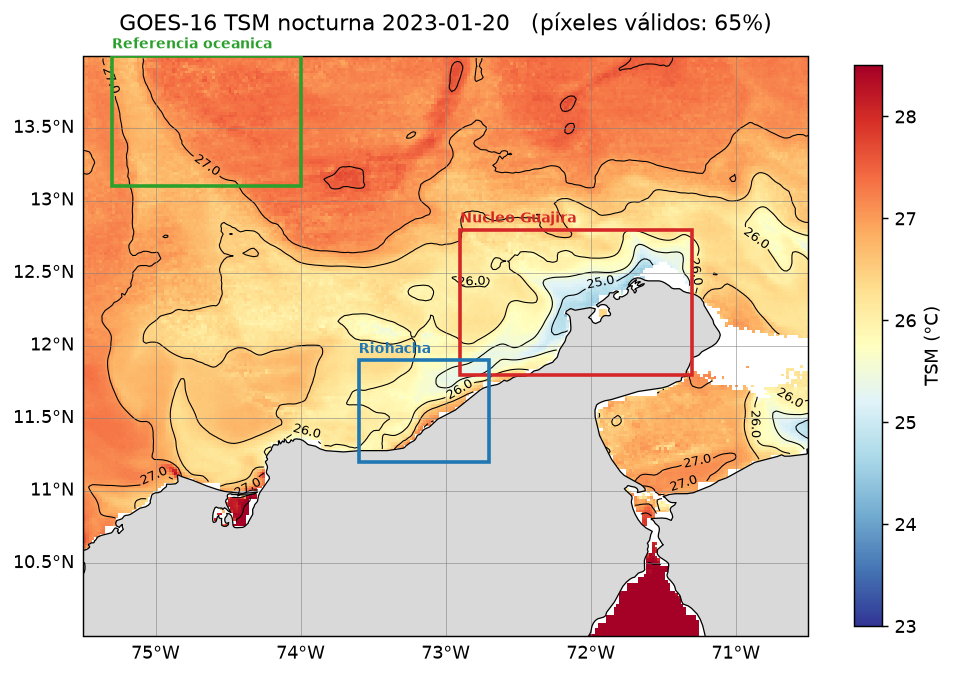 GOES-16 TSM nocturna 2023-01-20 (píxeles válidos: 65%)
Referencia oceanica
27.0
13.5°N
27.0
13°N
Nucleo Guajira
26.0
12.5°N
26.0
25.0
26.0
12°N
Riohacha
26.0
26.0
11.5°N
26.0
26.0
27.0
27.0
27.0
27.0
11°N
10.5°N
75°W
74°W
73°W
72°W
71°W
28
27
26
25
24
23
TSM (°C)